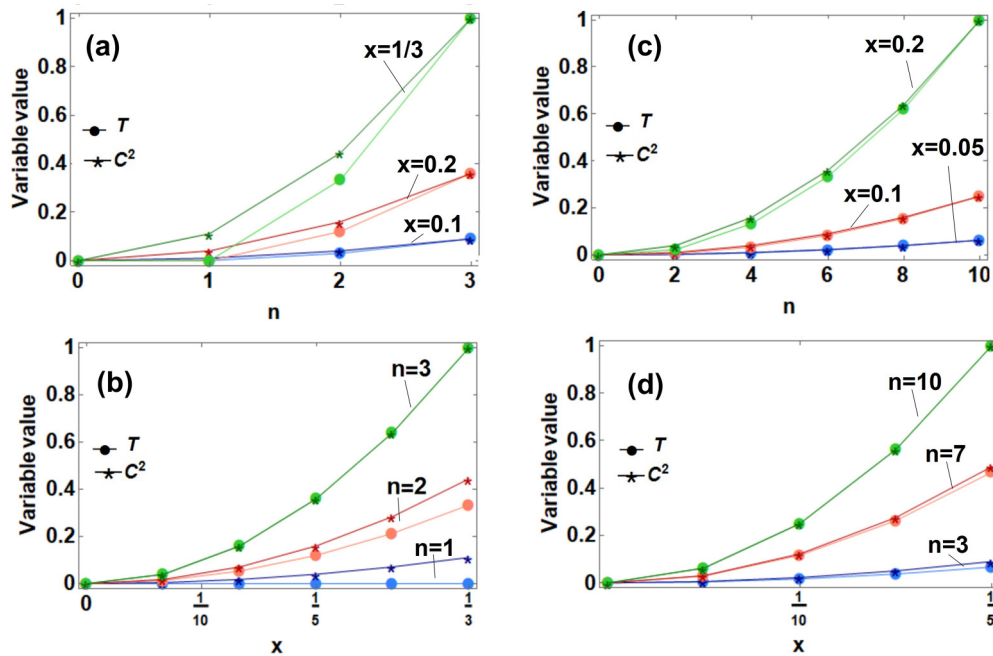 (a)
Variable value
1
0.8
0.6
0.4
0.2
0
T
C²
x=1/3
x=0.2
x=0.1
0 1 2 3
n
(c)
Variable value
1
0.8
0.6
0.4
0.2
0
T
C²
x=0.2
x=0.05
x=0.1
0 2 4 6 8 10
n
(b)
Variable value
1
0.8
0.6
0.4
0.2
0
T
C²
n=3
n=2
n=1
0 1/10 1/5 1/3
x
(d)
Variable value
1
0.8
0.6
0.4
0.2
0
T
C²
n=10
n=7
n=3
1/10 1/5
x